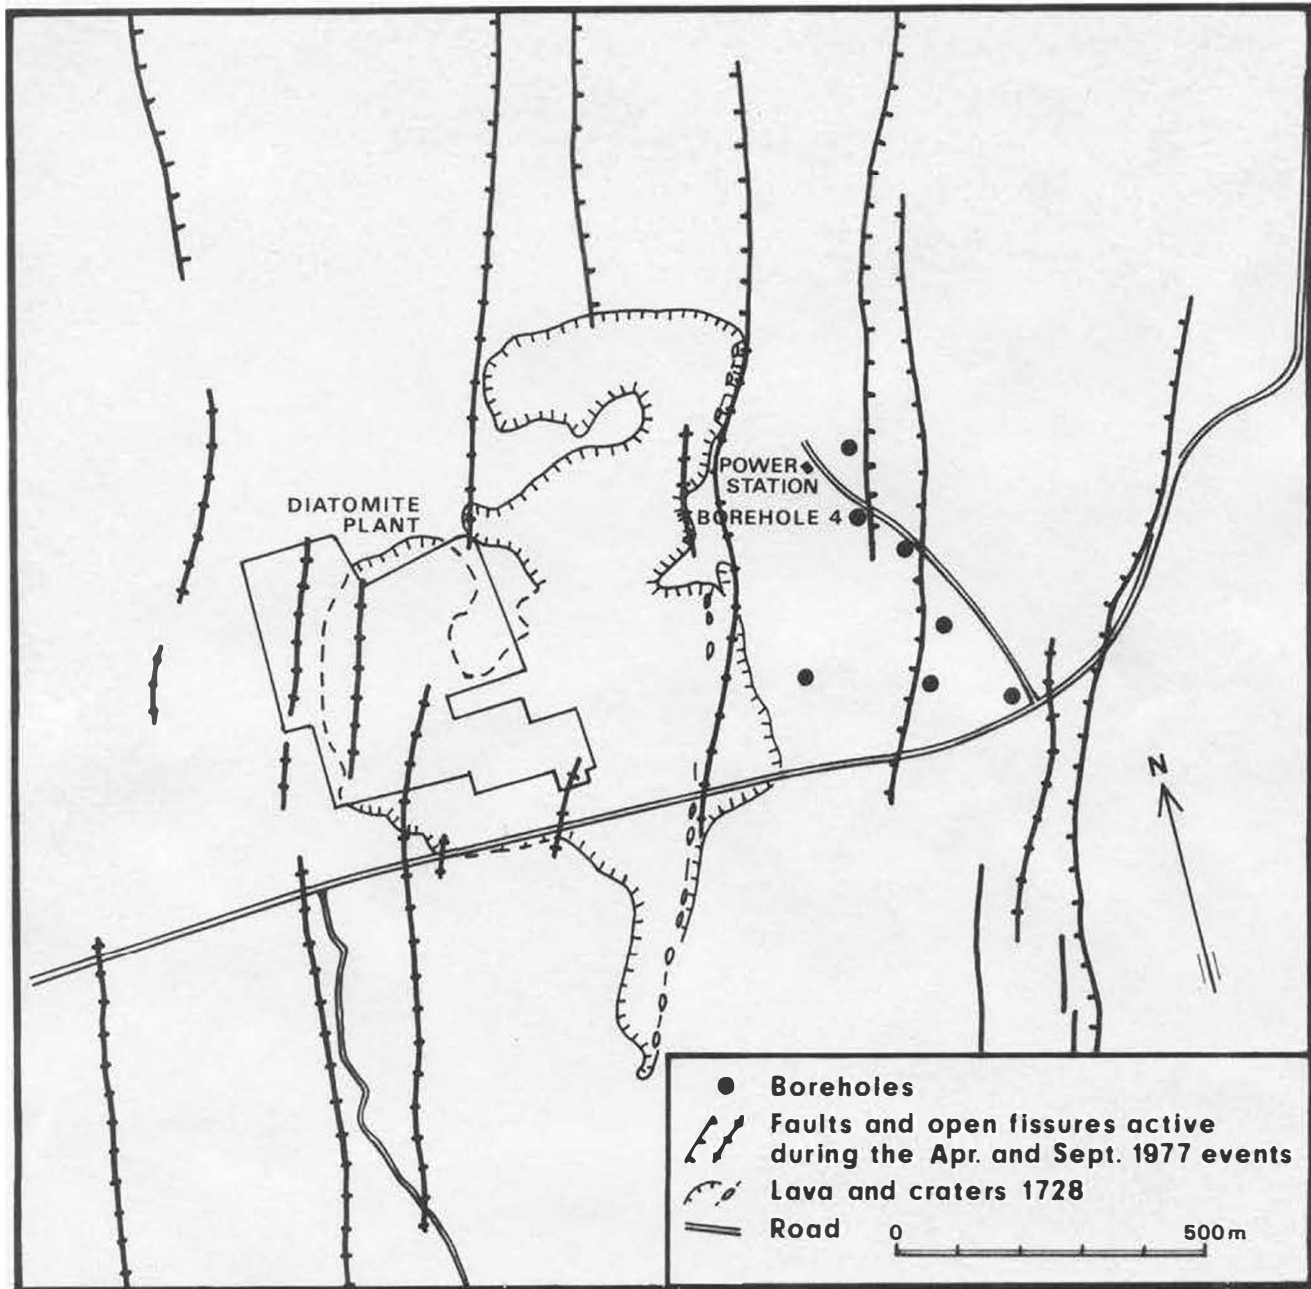 POWER
STATION
DIATOMITE
PLANT
BOREHOLE 4
N
Boreholes
Faults and open fissures active
during the Apr. and Sept. 1977 events
Lava and craters 1728
Road
0 500m